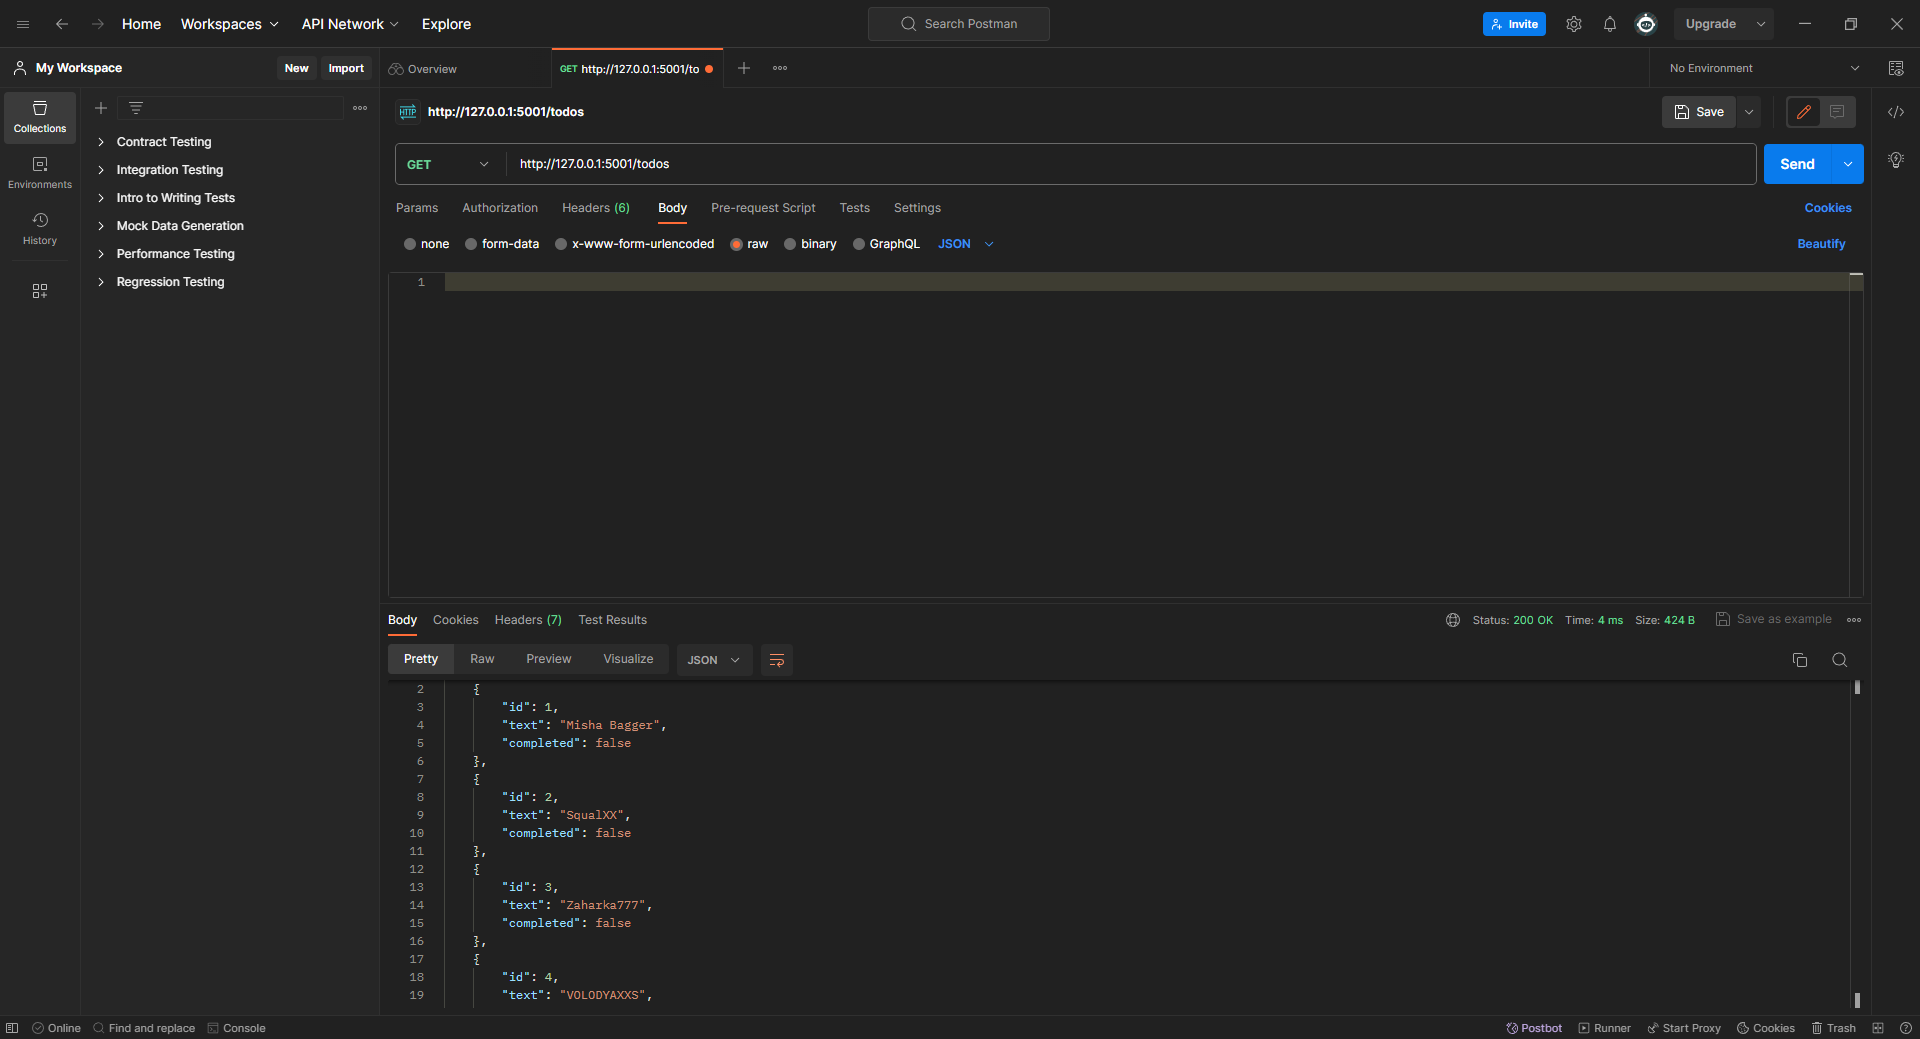 Home Workspaces API Network Explore Search Postman Invite Upgrade
My Workspace New Import Overview GET http://127.0.0.1:5001/to No Environment
Collections
Environments
History
Contract Testing
Integration Testing
Intro to Writing Tests
Mock Data Generation
Performance Testing
Regression Testing
HTTP http://127.0.0.1:5001/todos Save
GET http://127.0.0.1:5001/todos Send
Params Authorization Headers (6) Body Pre-request Script Tests Settings Cookies
none form-data x-www-form-urlencoded raw binary GraphQL JSON Beautify
1
Body Cookies Headers (7) Test Results Status: 200 OK Time: 4 ms Size: 424 B Save as example
Pretty Raw Preview Visualize JSON
2 {
3 "id": 1,
4 "text": "Misha Bagger",
5 "completed": false
6 },
7 {
8 "id": 2,
9 "text": "SqualXX",
10 "completed": false
11 },
12 {
13 "id": 3,
14 "text": "Zaharka777",
15 "completed": false
16 },
17 {
18 "id": 4,
19 "text": "VOLODYAXXS",
Online Find and replace Console Postbot Runner Start Proxy Cookies Trash